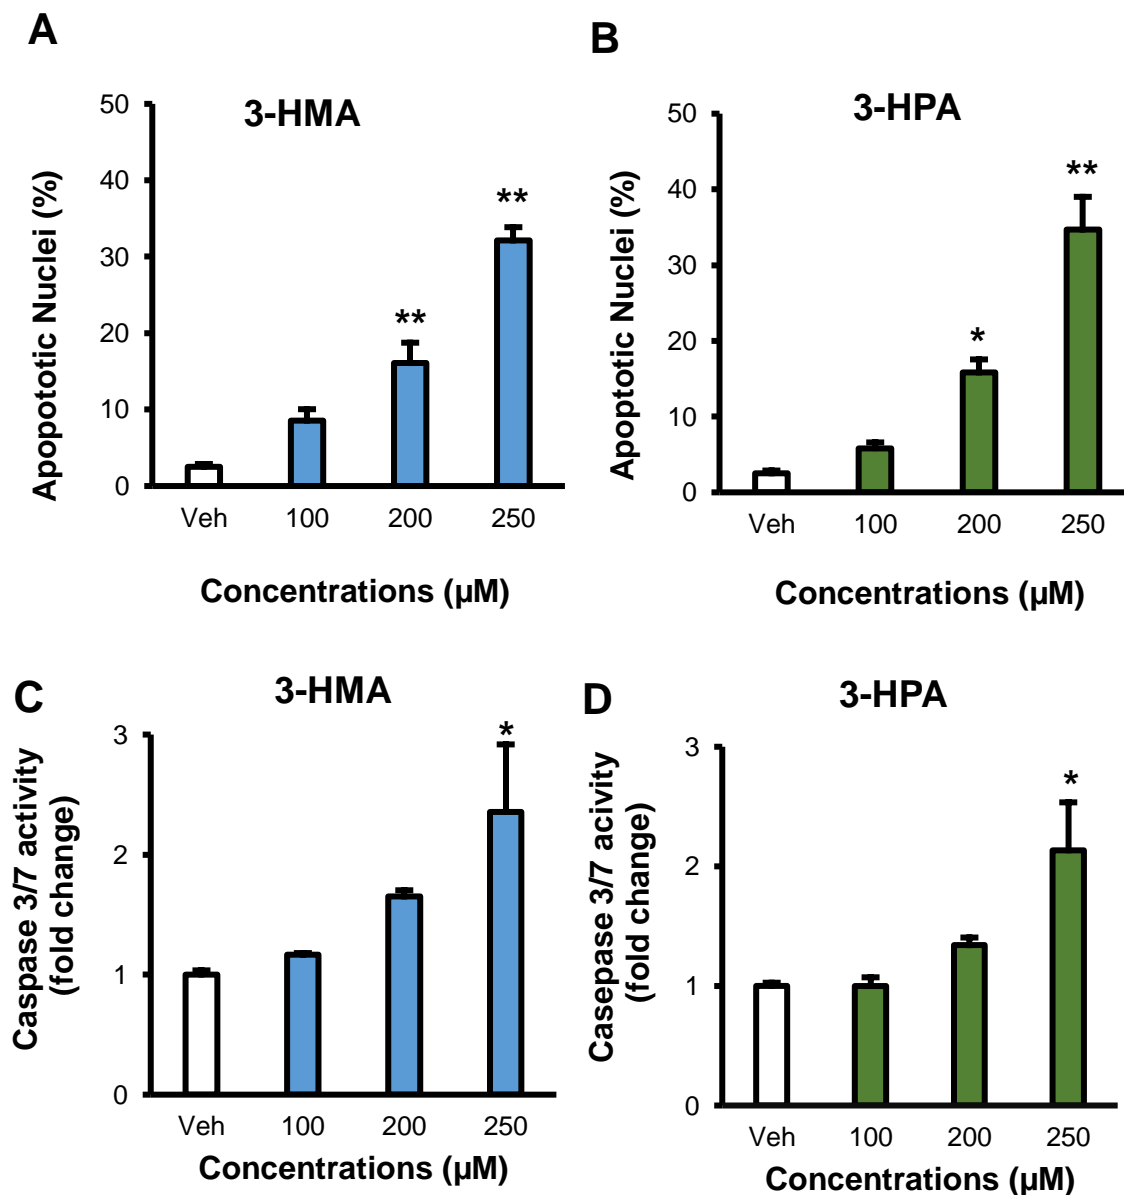 A
3-HMA
Apopototic Nuclei (%)
50
40
30
20
10
0
**
**
Veh 100 200 250
Concentrations (µM)
B
3-HPA
Apoptotic Nuclei (%)
50
40
30
20
10
0
*
**
Veh 100 200 250
Concentrations (µM)
C
3-HMA
Caspase 3/7 activity
(fold change)
3
2
1
0
*
Veh 100 200 250
Concentrations (µM)
D
3-HPA
Casepase 3/7 acivity
(fold change)
3
2
1
0
*
Veh 100 200 250
Concentrations (µM)